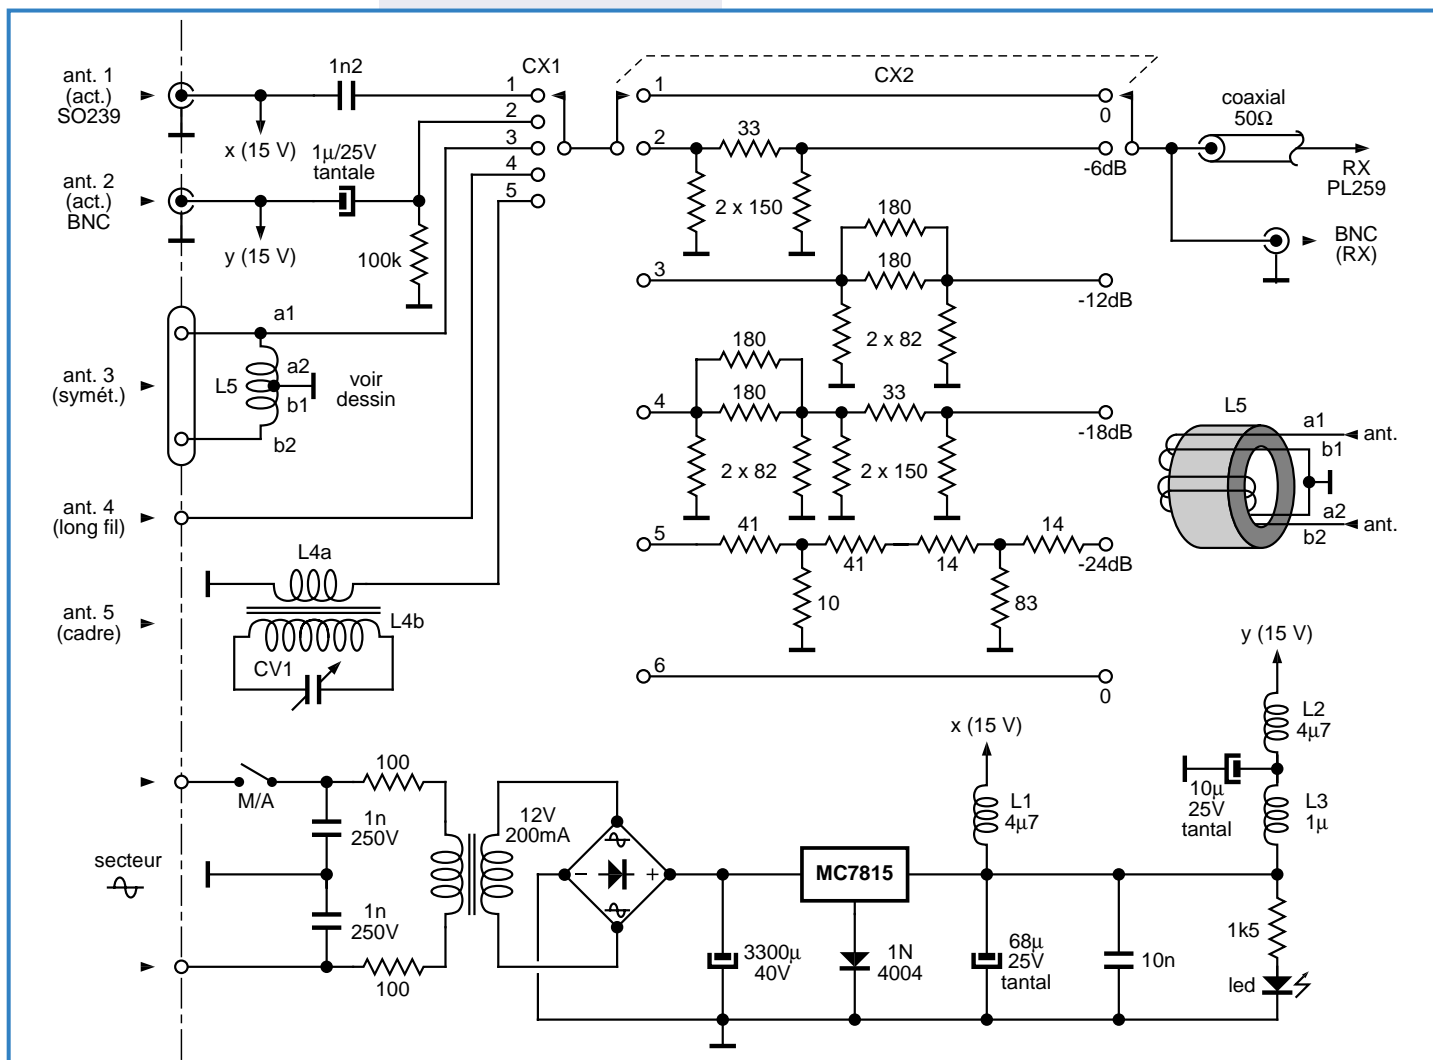 ant. 1
(act.)
SO239
1n2
x (15 V)
CX1
1
2
3
4
5
ant. 2
(act.)
BNC
1µ/25V
tantale
y (15 V)
100k
ant. 3
(symét.)
a1
L5
a2
b1
b2
voir
dessin
ant. 4
(long fil)
ant. 5
(cadre)
L4a
L4b
CV1
CX2
1
0
2
33
2 x 150
-6dB
3
180
180
2 x 82
-12dB
4
180
180
2 x 82
33
2 x 150
-18dB
5
41
10
41
14
83
14
-24dB
6
0
coaxial
50Ω
RX
PL259
BNC
(RX)
L5
a1
b1
ant.
a2
b2
ant.
secteur
M/A
100
1n
250V
1n
250V
100
12V
200mA
−
+
3300µ
40V
MC7815
1N
4004
x (15 V)
L1
4µ7
68µ
25V
tantal
10n
y (15 V)
L2
4µ7
10µ
25V
tantal
L3
1µ
1k5
led